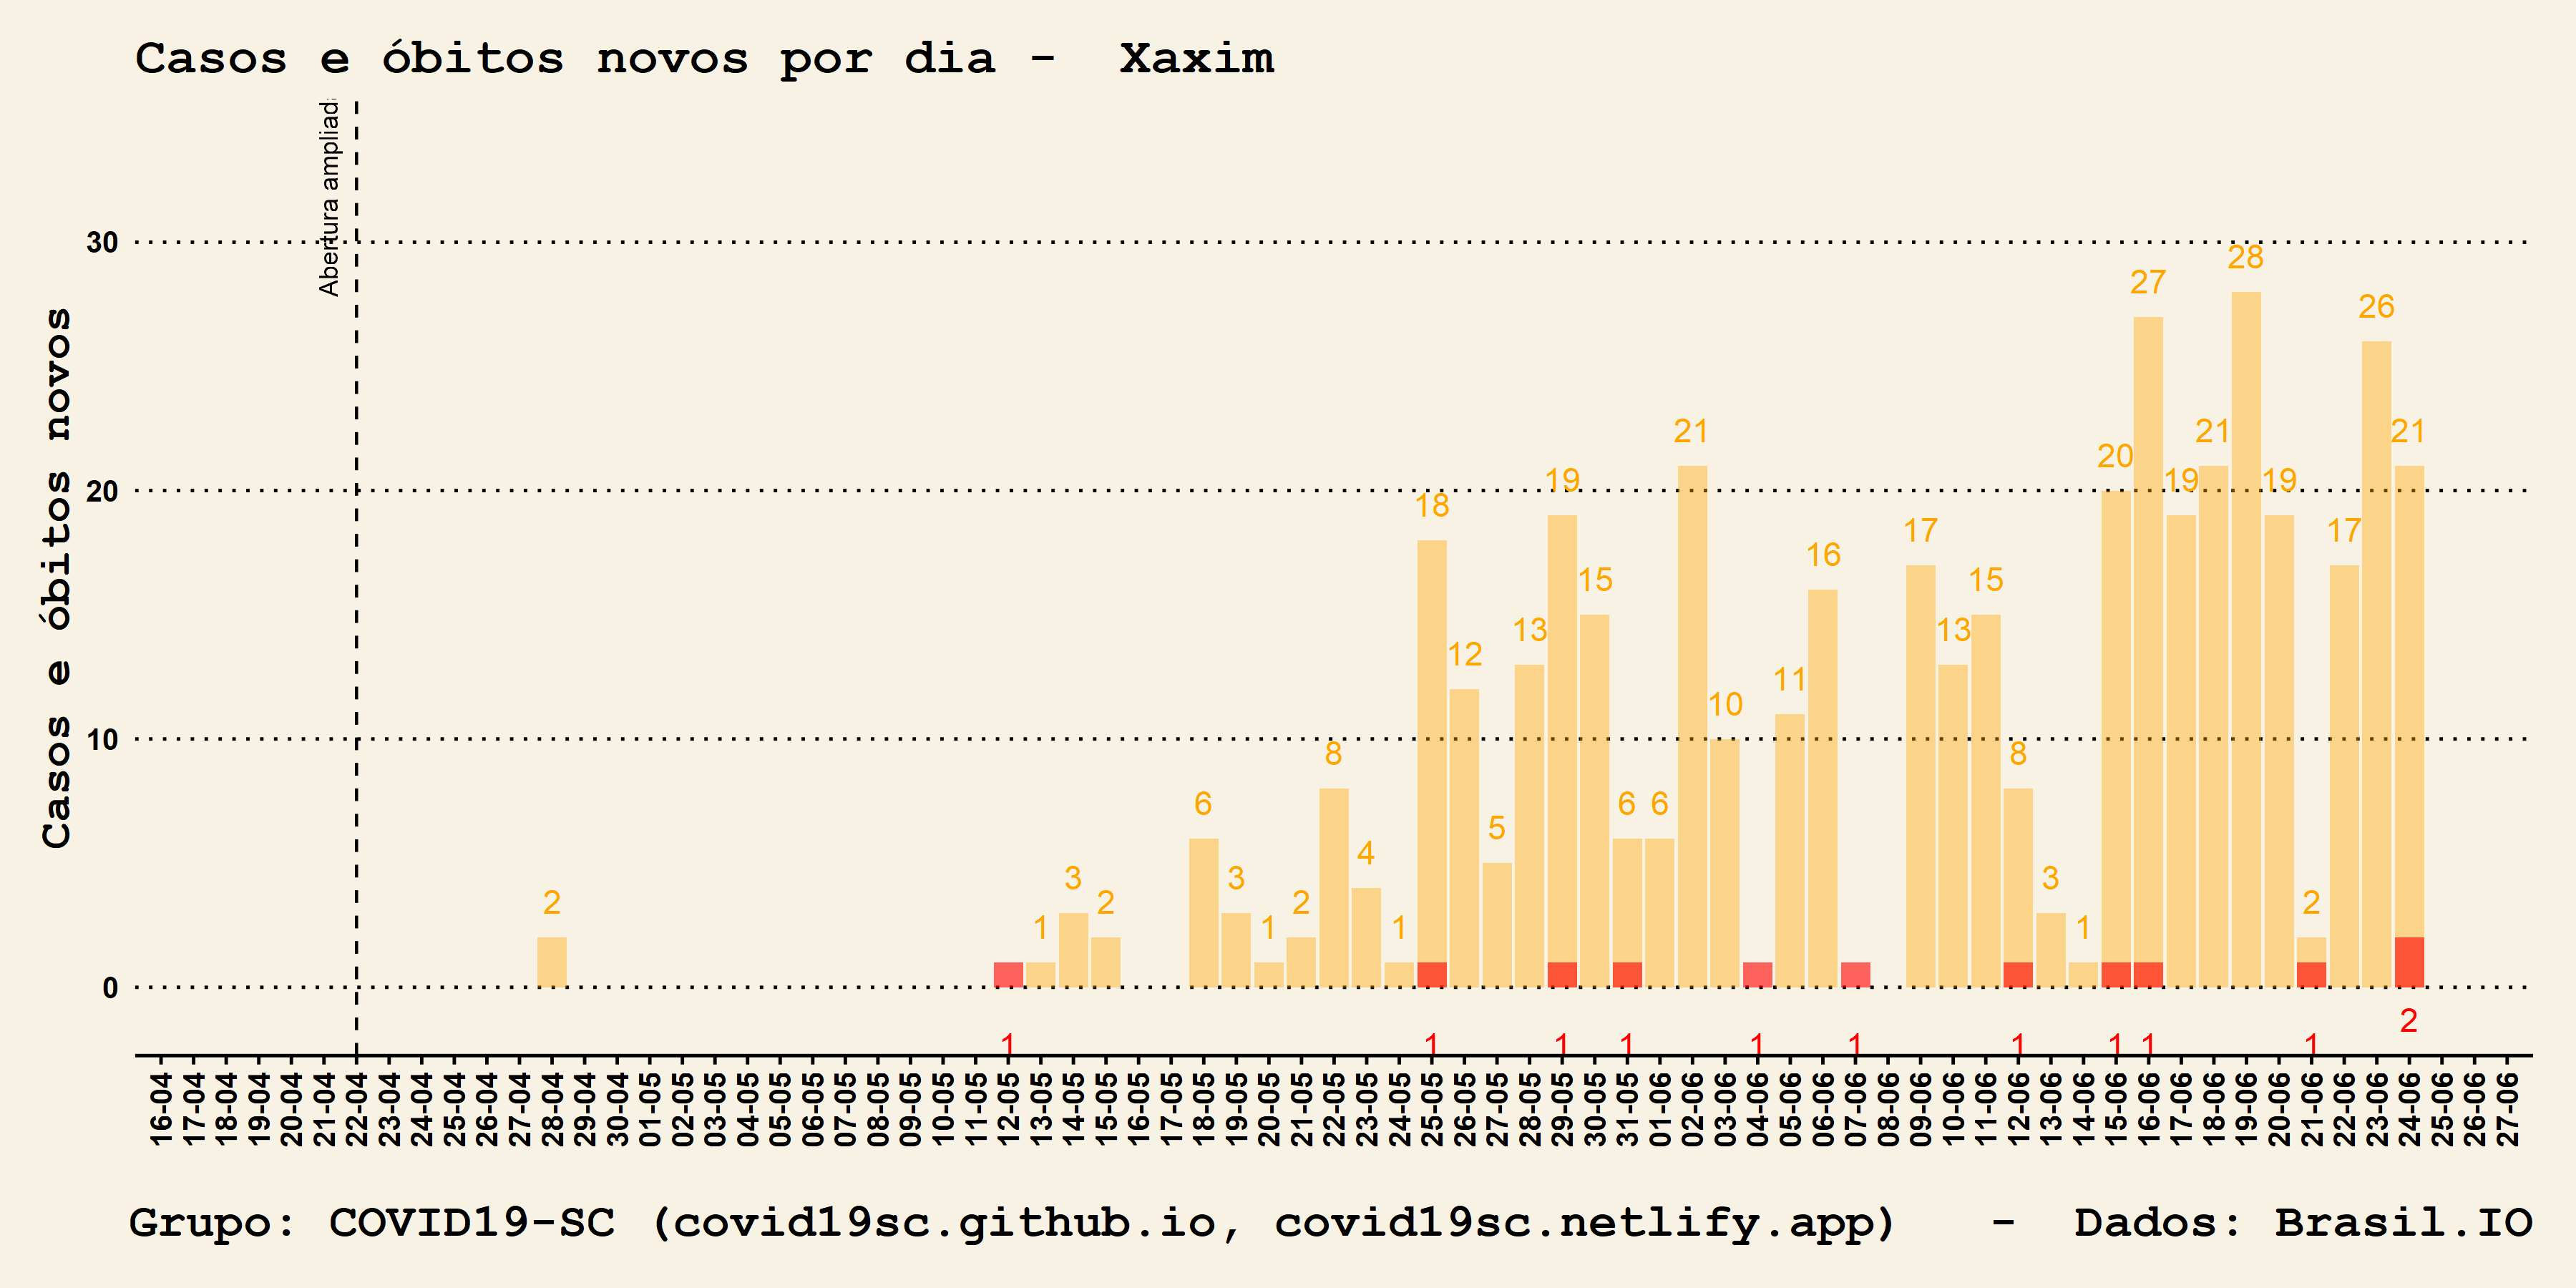 Casos e óbitos novos por dia -  Xaxim
Abertura ampliad
Casos e óbitos novos
30
20
10
0
2 1 3 2 6 3 1 2 8 4 1 18 12 5 13 19 15 6 6 21 10 11 16 17 13 15 8 3 1 20 27 19 21 28 19 2 17 26 21
1 1 1 1 1 1 1 1 1 1 2
16-04 17-04 18-04 19-04 20-04 21-04 22-04 23-04 24-04 25-04 26-04 27-04 28-04 29-04 30-04 01-05 02-05 03-05 04-05 05-05 06-05 07-05 08-05 09-05 10-05 11-05 12-05 13-05 14-05 15-05 16-05 17-05 18-05 19-05 20-05 21-05 22-05 23-05 24-05 25-05 26-05 27-05 28-05 29-05 30-05 31-05 01-06 02-06 03-06 04-06 05-06 06-06 07-06 08-06 09-06 10-06 11-06 12-06 13-06 14-06 15-06 16-06 17-06 18-06 19-06 20-06 21-06 22-06 23-06 24-06 25-06 26-06 27-06
Grupo: COVID19-SC (covid19sc.github.io, covid19sc.netlify.app)  -  Dados: Brasil.IO